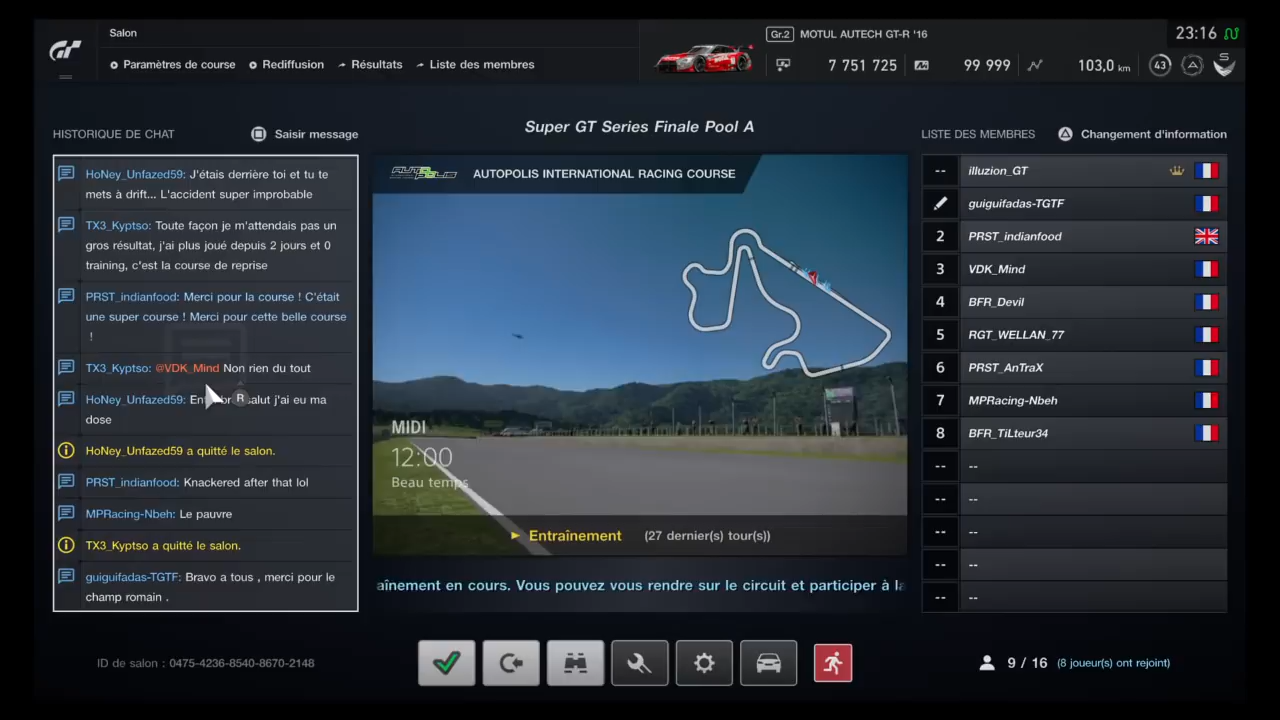 Salon
Gr.2 MOTUL AUTECH GT-R '16
23:16
Paramètres de course Rediffusion Résultats Liste des membres
7 751 725 99 999 103,0 km 43 S
HISTORIQUE DE CHAT
Saisir message
Super GT Series Finale Pool A
LISTE DES MEMBRES
Changement d'information
HoNey_Unfazed59: J'étais derrière toi et tu te
mets à drift... L'accident super improbable
TX3_Kyptso: Toute façon je m'attendais pas un
gros résultat, j'ai plus joué depuis 2 jours et 0
training, c'est la course de reprise
PRST_indianfood: Merci pour la course ! C'était
une super course ! Merci pour cette belle course
!
TX3_Kyptso: @VDK_Mind Non rien du tout
HoNey_Unfazed59: salut j'ai eu ma
dose
R
HoNey_Unfazed59 a quitté le salon.
PRST_indianfood: Knackered after that lol
MPRacing-Nbeh: Le pauvre
TX3_Kyptso a quitté le salon.
guiguifadas-TGTF: Bravo a tous , merci pour le
champ romain .
AUTOPOLIS
AUTOPOLIS INTERNATIONAL RACING COURSE
MIDI
12:00
Beau temps
Entraînement (27 dernier(s) tour(s))
aînement en cours. Vous pouvez vous rendre sur le circuit et participer à la
-- illuzion_GT
guiguifadas-TGTF
2 PRST_indianfood
3 VDK_Mind
4 BFR_Devil
5 RGT_WELLAN_77
6 PRST_AnTraX
7 MPRacing-Nbeh
8 BFR_TiLteur34
-- --
-- --
-- --
-- --
-- --
ID de salon : 0475-4236-8540-8670-2148
9 / 16 (8 joueur(s) ont rejoint)